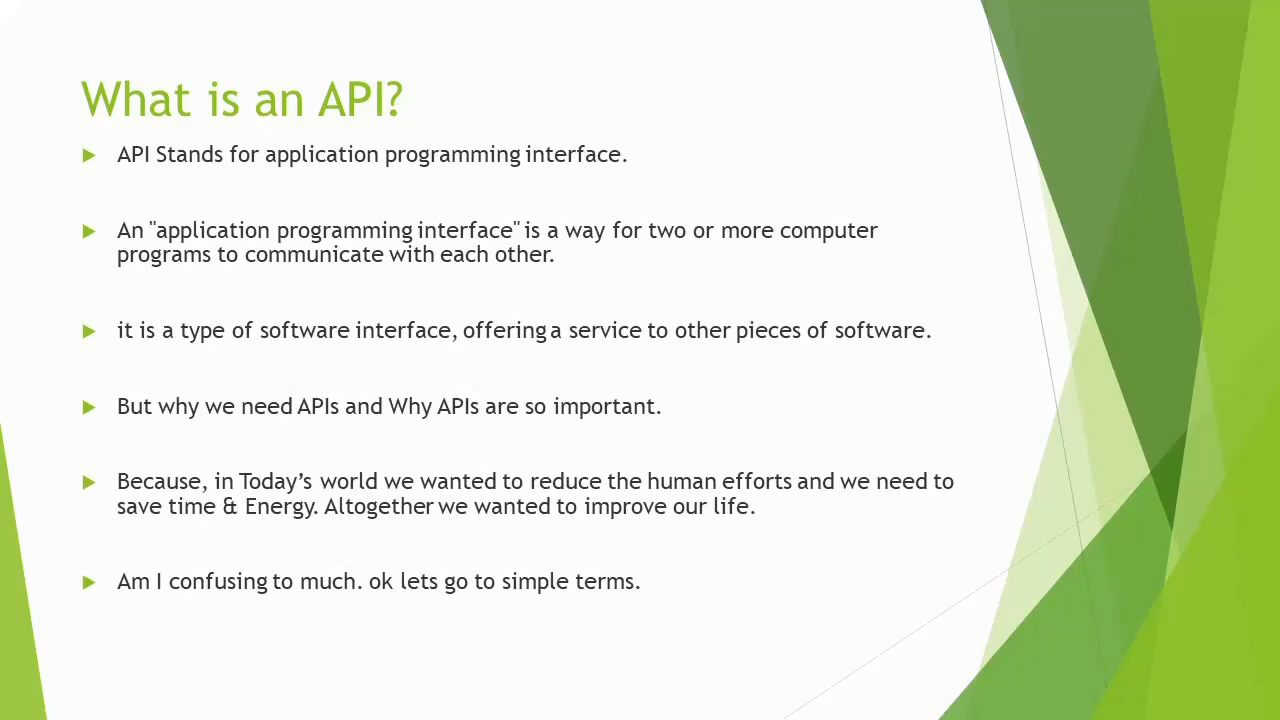 What is an API?
API Stands for application programming interface.
An "application programming interface" is a way for two or more computer
programs to communicate with each other.
it is a type of software interface, offering a service to other pieces of software.
But why we need APIs and Why APIs are so important.
Because, in Today’s world we wanted to reduce the human efforts and we need to
save time & Energy. Altogether we wanted to improve our life.
Am I confusing to much. ok lets go to simple terms.